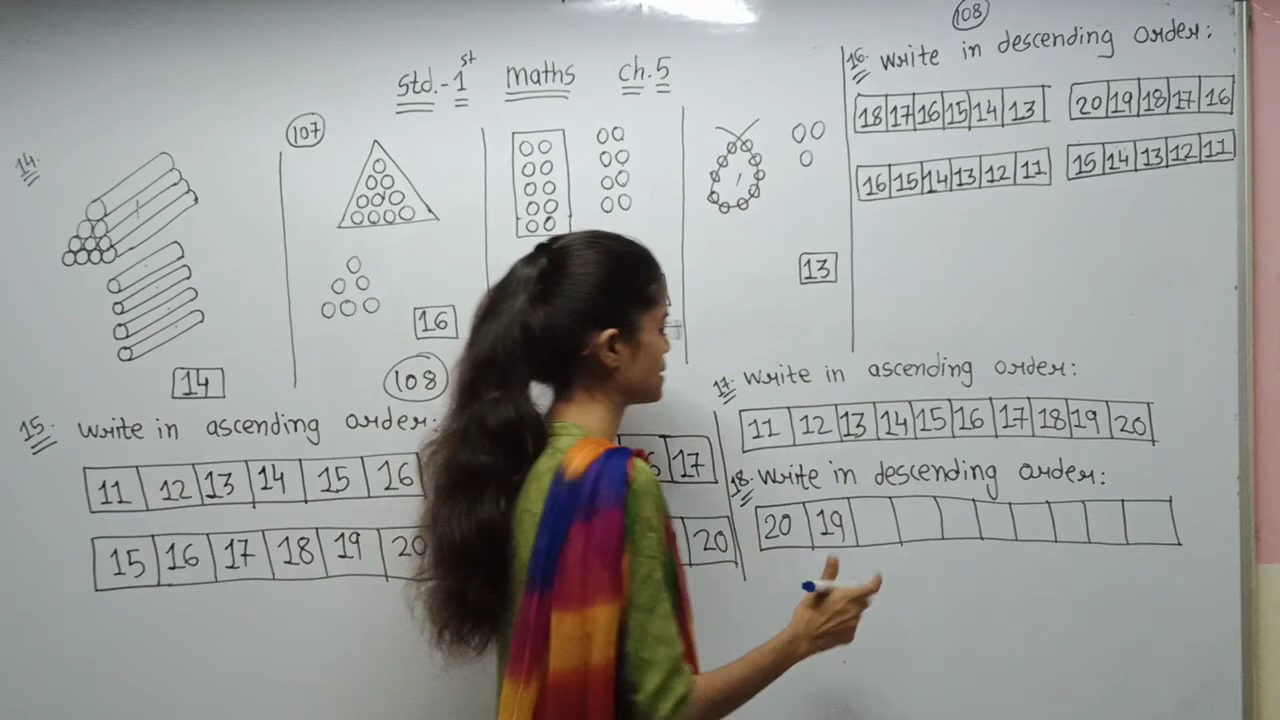 Std.-1st maths ch.5
14.
107
14
16
13
108
15. write in ascending order:
11 12 13 14 15 16
17
15 16 17 18 19 20
20
108
16. write in descending order:
18 17 16 15 14 13
20 19 18 17 16
16 15 14 13 12 11
15 14 13 12 11
17. write in ascending order:
11 12 13 14 15 16 17 18 19 20
18. write in descending order:
20 19